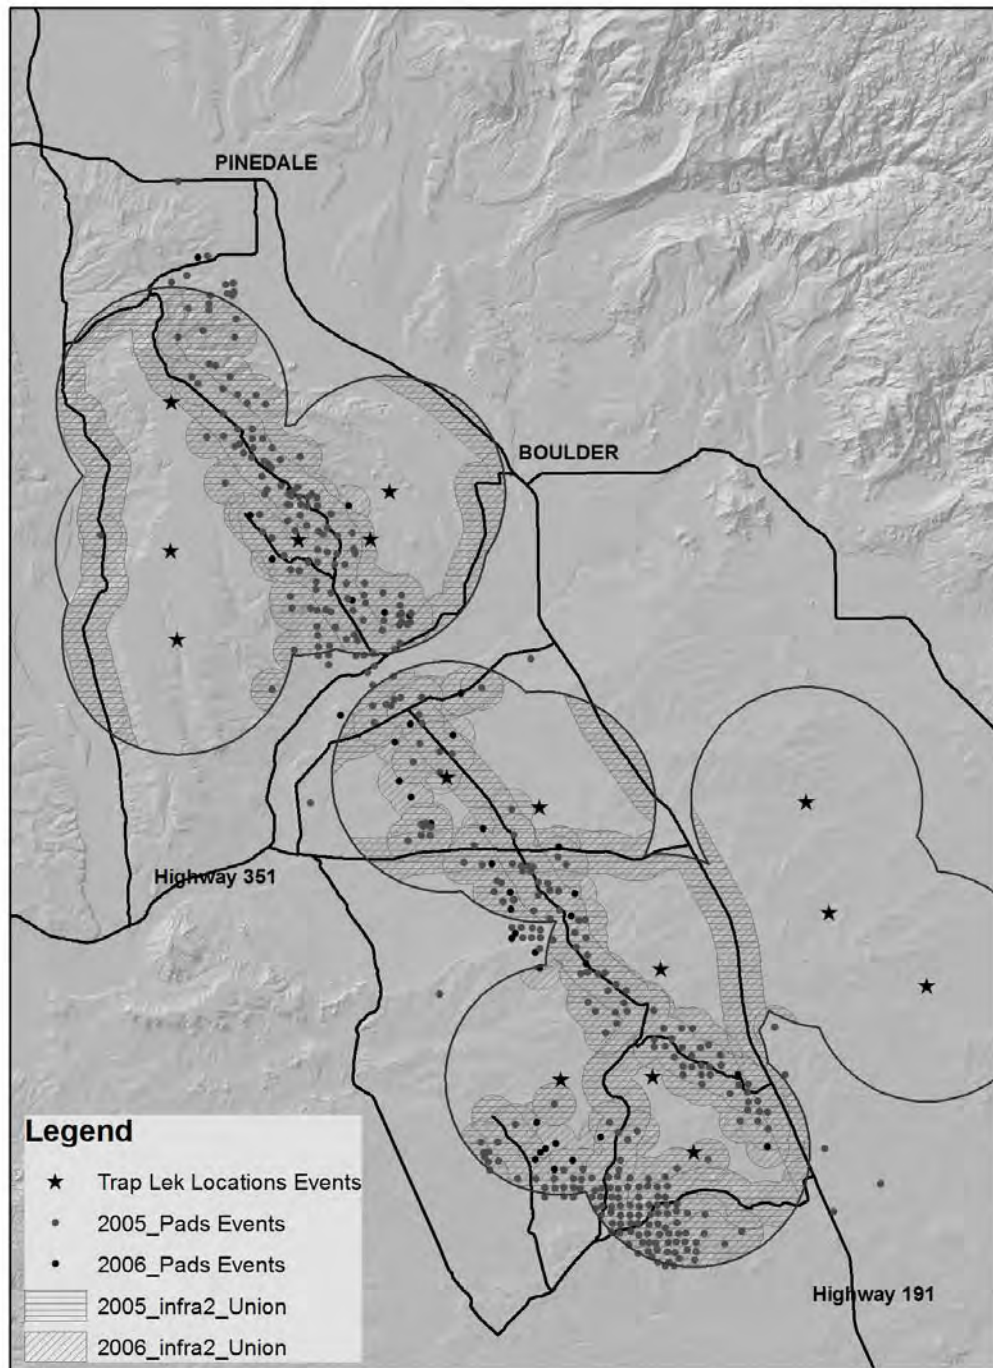 PINEDALE
BOULDER
Highway 351
Legend
Trap Lek Locations Events
2005_Pads Events
2006_Pads Events
2005_infra2_Union
2006_infra2_Union
Highway 191